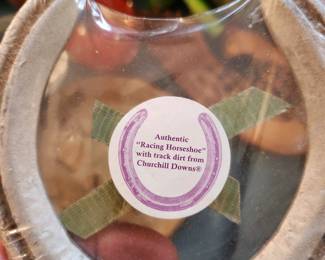 Authentic
"Racing Horseshoe"
with track dirt from
Churchill Downs®